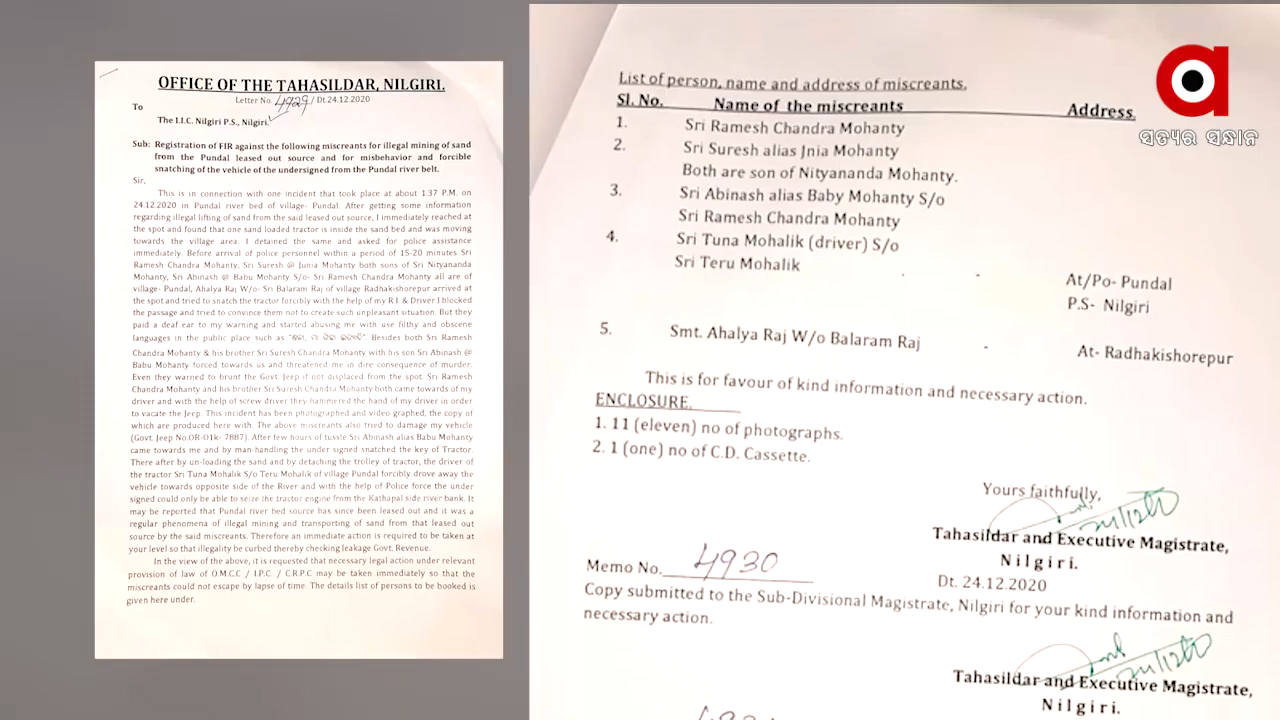 OFFICE OF THE TAHASILDAR, NILGIRI.
Letter No. 4929 / Dt.24.12.2020
To
The I.I.C. Nilgiri P.S., Nilgiri.
Sub: Registration of FIR against the following miscreants for illegal mining of sand
from the Pundal leased out source and for misbehavior and forcible
snatching of the vehicle of the undersigned from the Pundal river belt.
Sir,
This is in connection with one incident that took place at about 1.37 P.M. on
24.12.2020 in Pundal river bed of village- Pundal. After getting some information
regarding illegal lifting of sand from the said leased out source, I immediately reached at
the spot and found that one sand loaded tractor is inside the sand bed and was moving
towards the village area. I detained the same and asked for police assistance
immediately. Before arrival of police personnel within a period of 15-20 minutes Sri
Ramesh Chandra Mohanty, Sri Suresh @ Junia Mohanty both sons of Sri Nityananda
Mohanty, Sri Abinash @ Babu Mohanty S/o- Sri Ramesh Chandra Mohanty all are of
village- Pundal, Ahalya Raj W/o- Sri Balaram Raj of village Radhakishorepur arrived at
the spot and tried to snatch the tractor forcibly with the help of my R.I. & Driver I blocked
the passage and tried to convince them not to create such unpleasant situation. But they
paid a deaf ear to my warning and started abusing me with use filthy and obscene
languages in the public place such as Besides both Sri Ramesh
Chandra Mohanty & his brother Sri Suresh Chandra Mohanty with his son Sri Abinash @
Babu Mohanty forced towards us and threatened me in dire consequence of murder.
Even they warned to brunt the Govt. Jeep if not displaced from the spot. Sri Ramesh
Chandra Mohanty and his brother Sri Suresh Chandra Mohanty both came towards of my
driver and with the help of screw driver they hammered the hand of my driver in order
to vacate the Jeep. This incident has been photographed and video graphed, the copy of
which are produced here with. The above miscreants also tried to damage my vehicle
(Govt. Jeep No.OR-01k- 7887). After few hours of tussle Sri Abinash alias Babu Mohanty
came towards me and by man-handling the under signed snatched the key of Tractor.
There after by un-loading the sand and by detaching the trolley of tractor, the driver of
the tractor Sri Tuna Mohalik S/o Teru Mohalik of village Pundal forcibly drove away the
vehicle towards opposite side of the River and with the help of Police force the under
signed could only be able to seize the tractor engine from the Kathapal side river bank. It
may be reported that Pundal river bed source has since been leased out and it was a
regular phenomena of illegal mining and transporting of sand from that leased out
source by the said miscreants. Therefore an immediate action is required to be taken at
your level so that illegality be curbed thereby checking leakage Govt. Revenue.
In the view of the above, it is requested that necessary legal action under relevant
provision of law of O.M.C.C / I.P.C. / C.R.P.C may be taken immediately so that the
miscreants could not escape by lapse of time. The details list of persons to be booked is
given here under.
List of person, name and address of miscreants.
Sl. No. Name of the miscreants Address.
1. Sri Ramesh Chandra Mohanty
2. Sri Suresh alias Jnia Mohanty
Both are son of Nityananda Mohanty.
3. Sri Abinash alias Baby Mohanty S/o
Sri Ramesh Chandra Mohanty
4. Sri Tuna Mohalik (driver) S/o
Sri Teru Mohalik
- - At/Po- Pundal
P.S- Nilgiri
5. Smt. Ahalya Raj W/o Balaram Raj - At- Radhakishorepur
This is for favour of kind information and necessary action.
ENCLOSURE.
1. 11 (eleven) no of photographs.
2. 1 (one) no of C.D. Cassette.
Yours faithfully,
Tahasildar and Executive Magistrate,
Nilgiri.
Memo No. 4930 Dt. 24.12.2020
Copy submitted to the Sub-Divisional Magistrate, Nilgiri for your kind information and
necessary action.
Tahasildar and Executive Magistrate,
Nilgiri.
ସତ୍ୟର ସନ୍ଧାନ